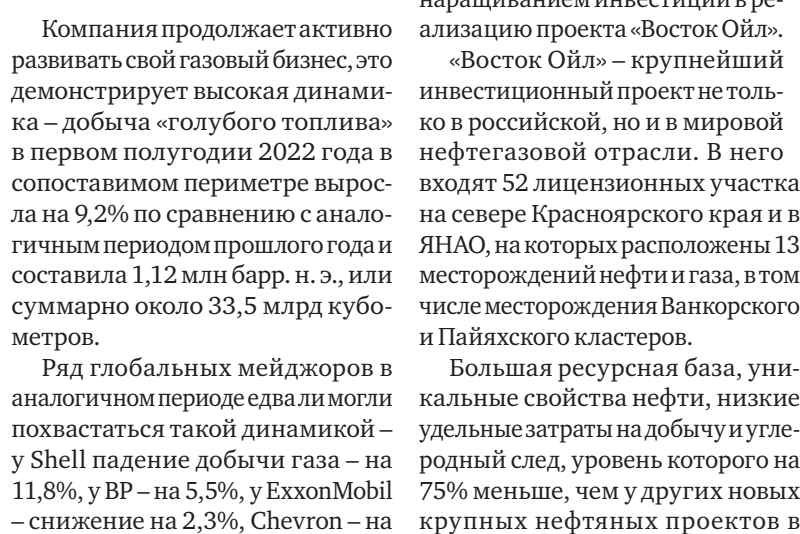 Компания продолжает активно
развивать свой газовый бизнес, это
демонстрирует высокая динами-
ка – добыча «голубого топлива»
в первом полугодии 2022 года в
сопоставимом периметре вырос-
ла на 9,2% по сравнению с анало-
гичным периодом прошлого года и
составила 1,12 млн барр. н. э., или
суммарно около 33,5 млрд кубо-
метров.
Ряд глобальных мейджоров в
аналогичном периоде едва ли могли
похвастаться такой динамикой –
у Shell падение добычи газа – на
11,8%, у BP – на 5,5%, у ExxonMobil
– снижение на 2,3%, Chevron – на
наращиванием инвестиций в ре-
ализацию проекта «Восток Ойл».
«Восток Ойл» – крупнейший
инвестиционный проект не толь-
ко в российской, но и в мировой
нефтегазовой отрасли. В него
входят 52 лицензионных участка
на севере Красноярского края и в
ЯНАО, на которых расположены 13
месторождений нефти и газа, в том
числе месторождения Ванкорского
и Пайяхского кластеров.
Большая ресурсная база, уни-
кальные свойства нефти, низкие
удельные затраты на добычу и угле-
родный след, уровень которого на
75% меньше, чем у других новых
крупных нефтяных проектов в